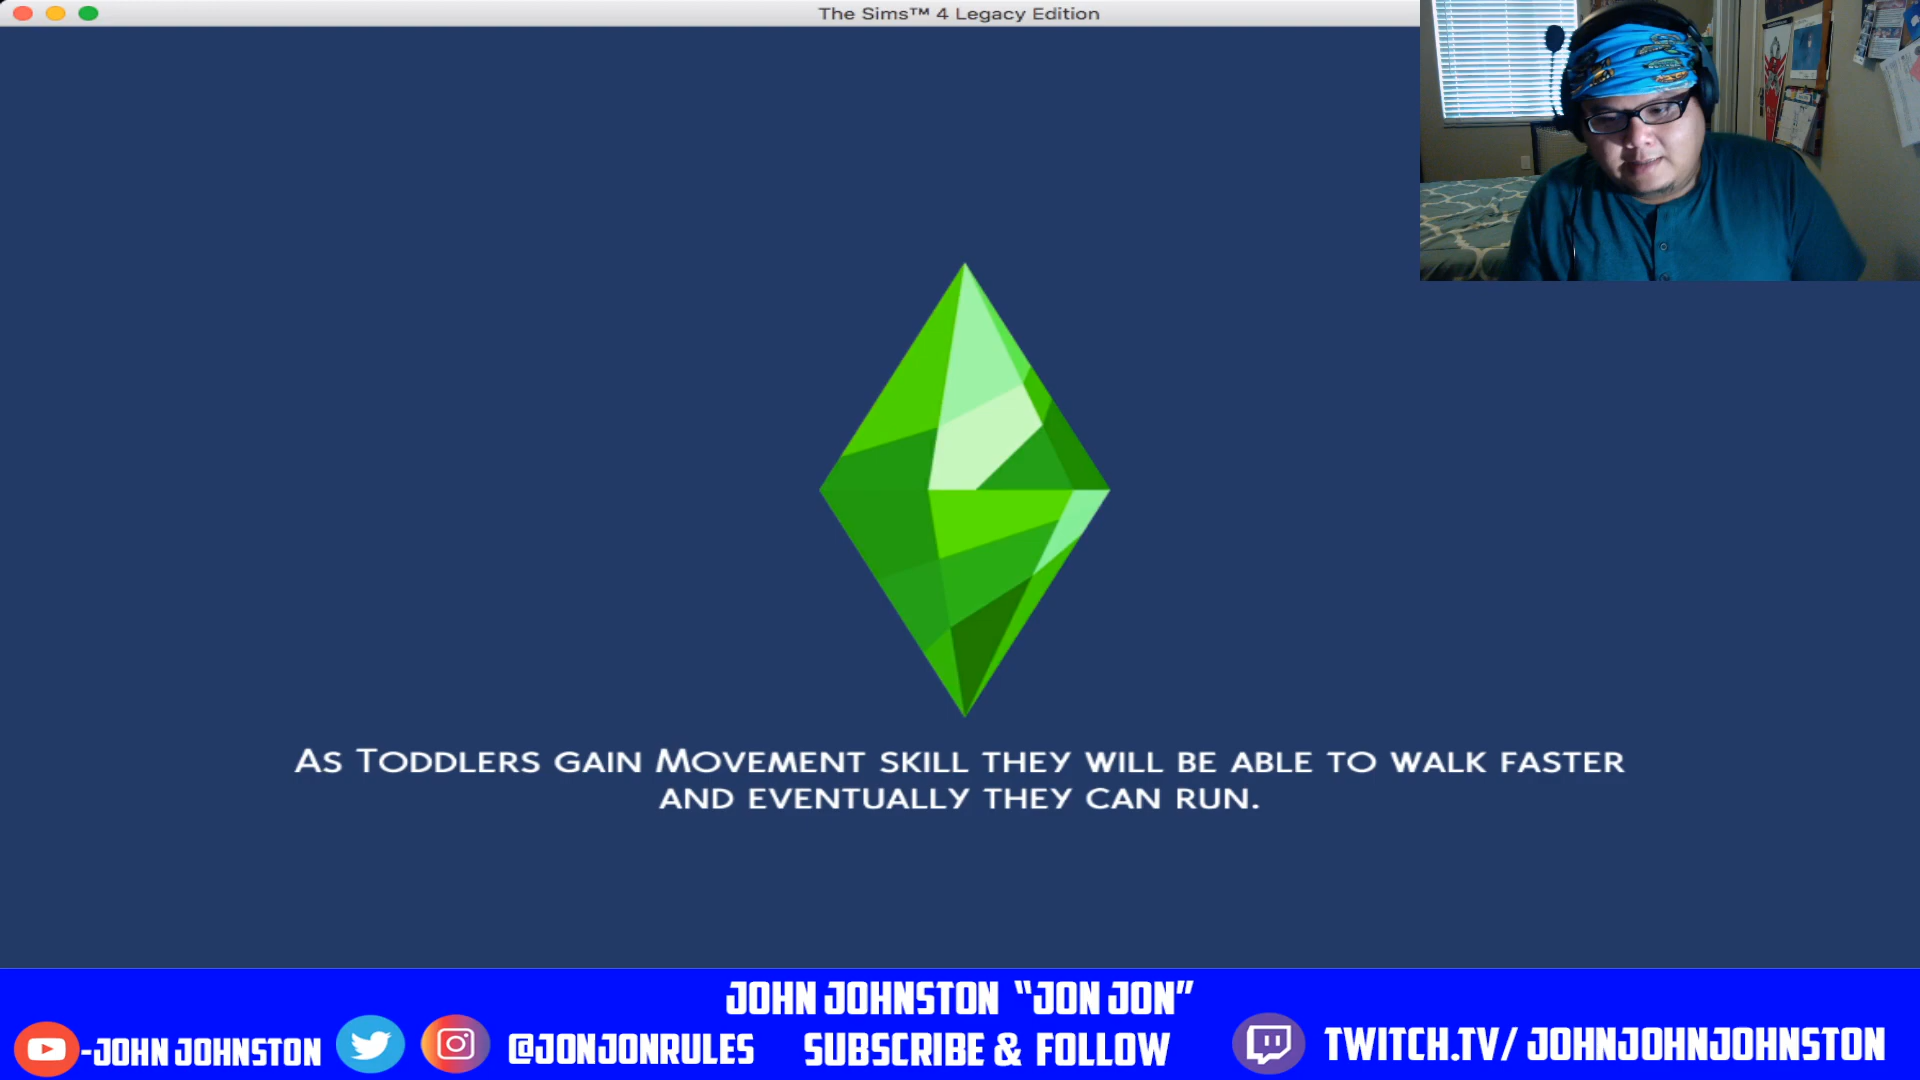 The Sims™ 4 Legacy Edition
AS TODDLERS GAIN MOVEMENT SKILL THEY WILL BE ABLE TO WALK FASTER
AND EVENTUALLY THEY CAN RUN.
JOHN JOHNSTON "JON JON"
-JOHN JOHNSTON
@JONJONRULES
SUBSCRIBE & FOLLOW
TWITCH.TV/ JOHNJOHNJOHNSTON